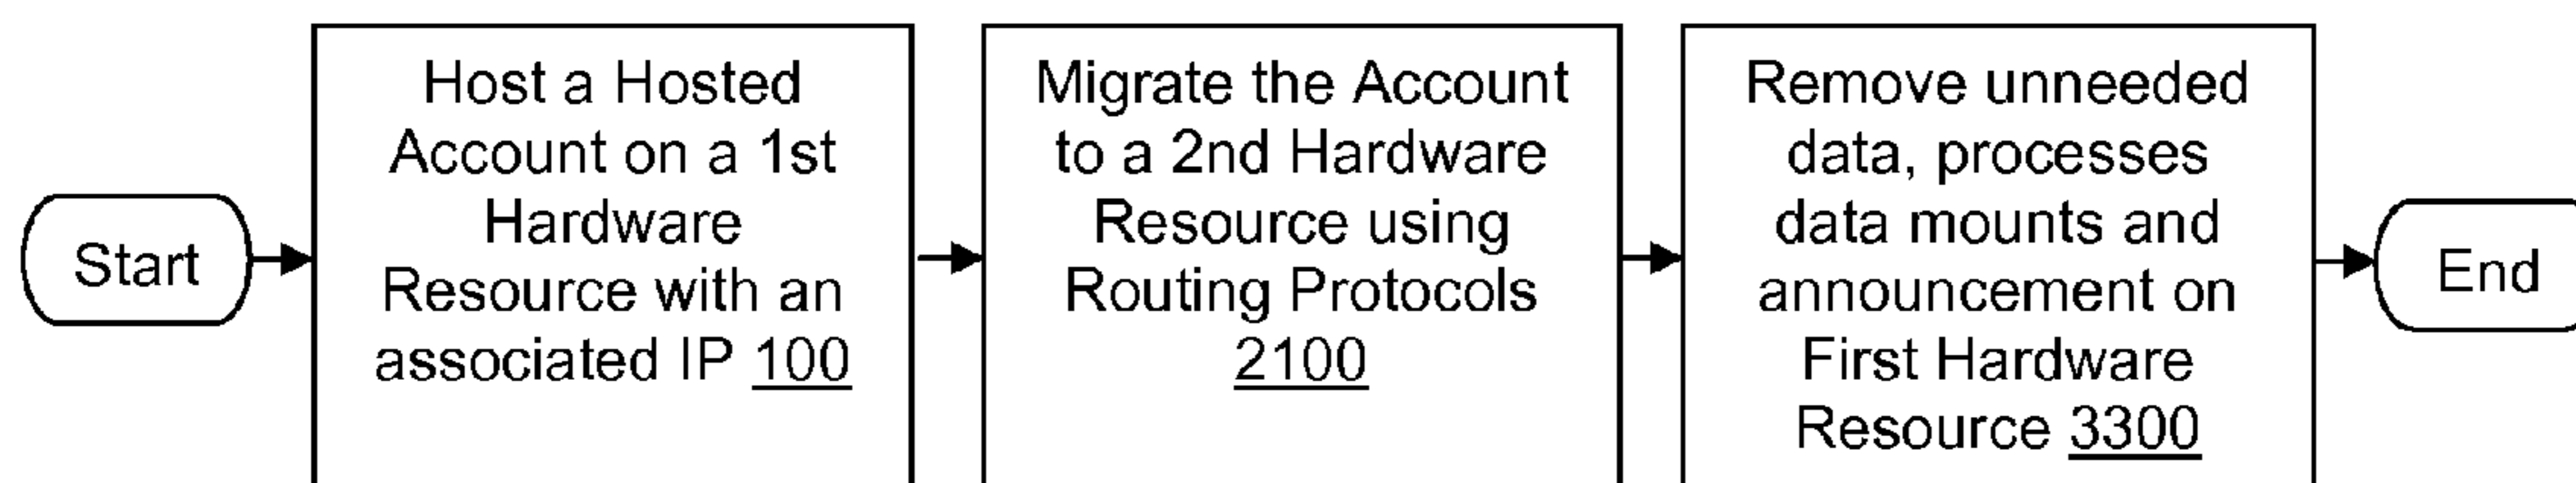 Start
Host a Hosted
Account on a 1st
Hardware
Resource with an
associated IP 100
Migrate the Account
to a 2nd Hardware
Resource using
Routing Protocols
2100
Remove unneeded
data, processes
data mounts and
announcement on
First Hardware
Resource 3300
End